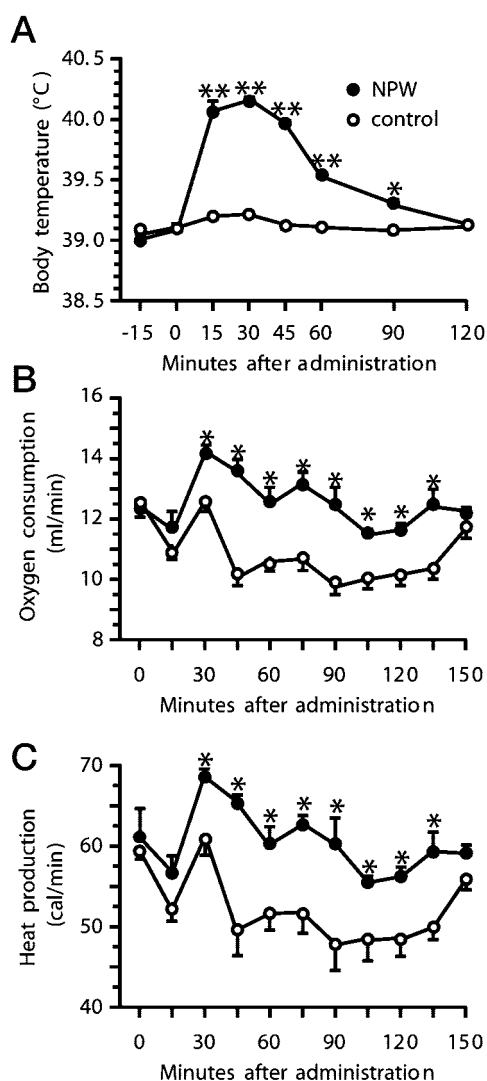 A
40.5
** ** ** ** *
NPW
control
40.0
39.5
39.0
38.5
Body temperature (°C)
-15 0 15 30 45 60 90 120
Minutes after administration
B
16
14
12
10
8
Oxygen consumption
(ml/min)
* * * * * * * *
0 30 60 90 120 150
Minutes after administration
C
70
60
50
40
Heat production
(cal/min)
* * * * * * * *
0 30 60 90 120 150
Minutes after administration